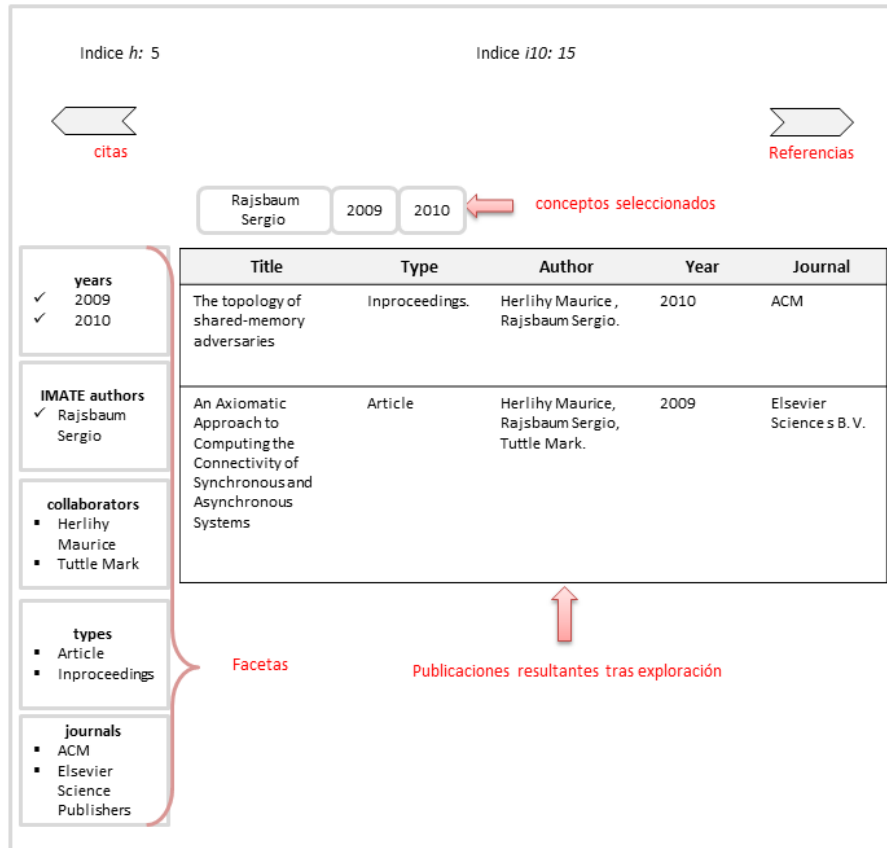 Indice h: 5
Indice i10: 15
citas
Referencias
Rajsbaum
Sergio
2009
2010
conceptos seleccionados
years
✓ 2009
✓ 2010
IMATE authors
✓ Rajsbaum
Sergio
collaborators
▪ Herlihy
Maurice
▪ Tuttle Mark
types
▪ Article
▪ Inproceedings
journals
▪ ACM
▪ Elsevier
Science
Publishers
Facetas
Title Type Author Year Journal
The topology of
shared-memory
adversaries
Inproceedings.
Herlihy Maurice ,
Rajsbaum Sergio.
2010
ACM
An Axiomatic
Approach to
Computing the
Connectivity of
Synchronous and
Asynchronous
Systems
Article
Herlihy Maurice,
Rajsbaum Sergio,
Tuttle Mark.
2009
Elsevier
Science s B. V.
Publicaciones resultantes tras exploración